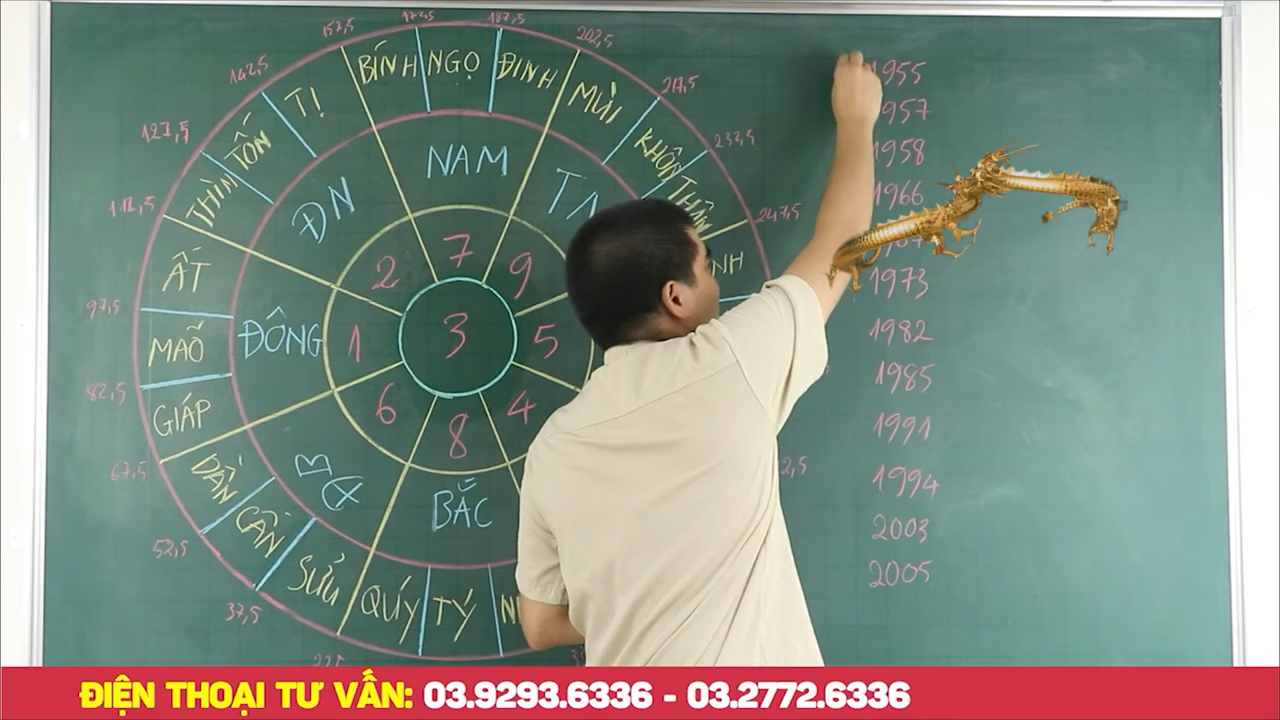 157,5
172,5
187,5
202,5
BÍNH
NGỌ
ĐINH
MÙI
217,5
KHÔN
THÂN
232,5
247,5
142,5
TỊ
127,5
TỐN
112,5
THÌN
NAM
ĐN
ẤT
97,5
MAÕ
82,5
GIÁP
67,5
ĐÔNG
2
7
9
1
3
5
6
8
4
DẦN
52,5
CẤN
37,5
SỬU
BẮC
QUÝ
TÝ
1955
1957
1958
1966
1973
1982
1985
1991
1994
2003
2005
ĐIỆN THOẠI TƯ VẤN: 03.9293.6336 - 03.2772.6336